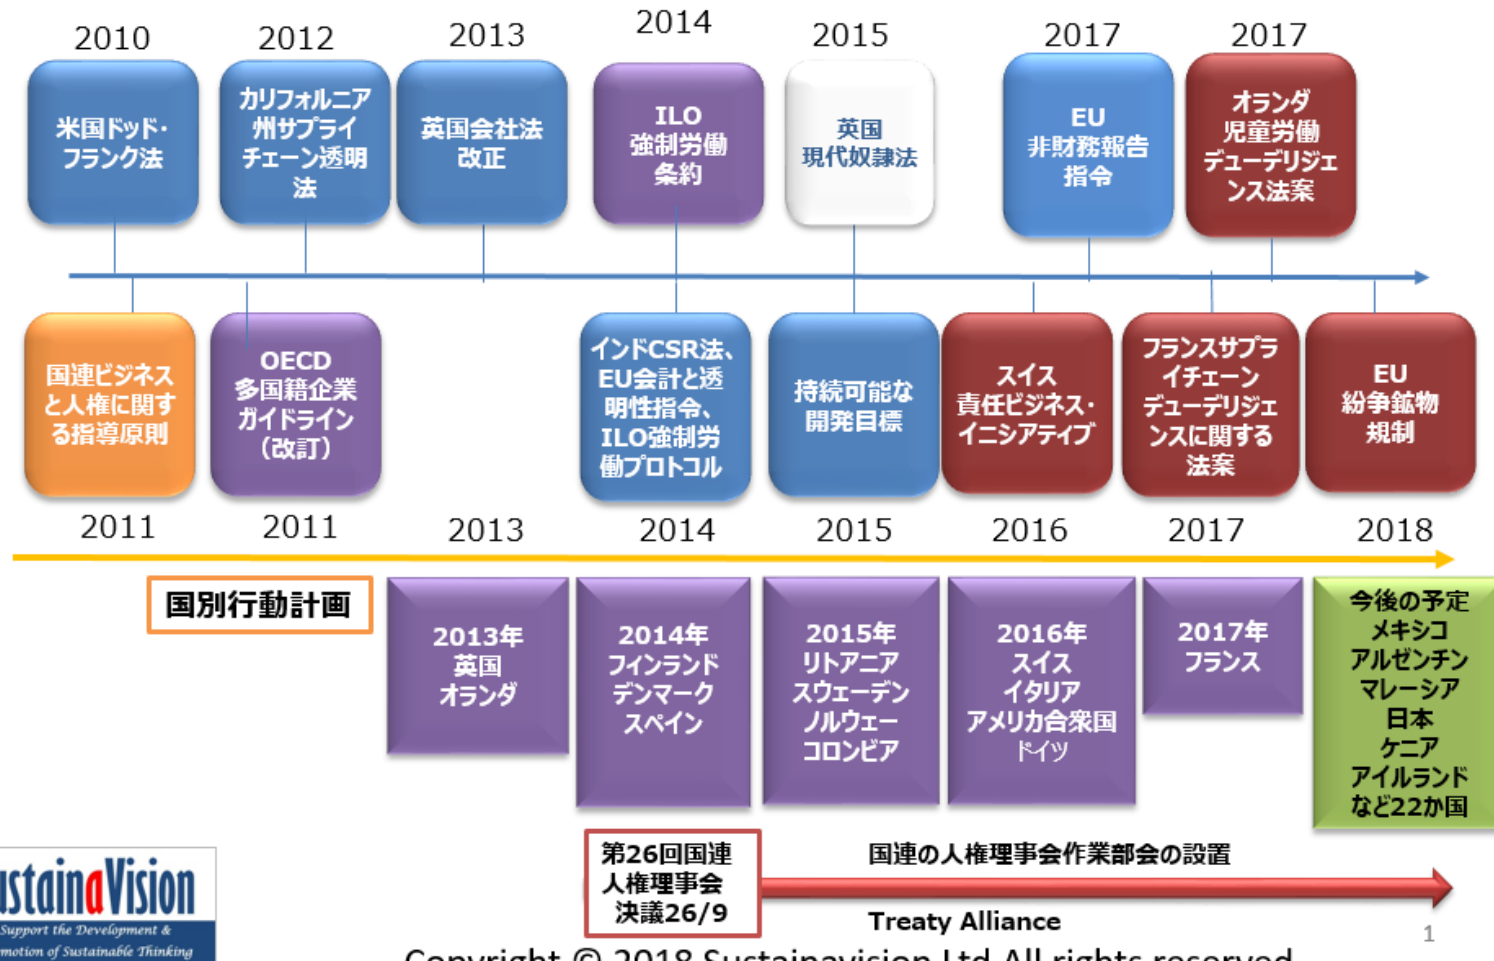 2010
2012
2013
2014
2015
2017
2017
米国ドッド・
フランク法
カリフォルニア
州サプライ
チェーン透明
法
英国会社法
改正
ILO
強制労働
条約
英国
現代奴隷法
EU
非財務報告
指令
オランダ
児童労働
デューデリジェ
ンス法案
国連ビジネス
と人権に関す
る指導原則
OECD
多国籍企業
ガイドライン
（改訂）
インドCSR法、
EU会計と透
明性指令、
ILO強制労
働プロトコル
持続可能な
開発目標
スイス
責任ビジネス・
イニシアティブ
フランスサプラ
イチェーン
デューデリジェ
ンスに関する
法案
EU
紛争鉱物
規制
2011
2011
2013
2014
2015
2016
2017
2018
国別行動計画
2013年
英国
オランダ
2014年
フィンランド
デンマーク
スペイン
2015年
リトアニア
スウェーデン
ノルウェー
コロンビア
2016年
スイス
イタリア
アメリカ合衆国
ドイツ
2017年
フランス
今後の予定
メキシコ
アルゼンチン
マレーシア
日本
ケニア
アイルランド
など22か国
第26回国連
人権理事会
決議26/9
国連の人権理事会作業部会の設置
Treaty Alliance
ustainaVision
Support the Development &
motion of Sustainable Thinking
Copyright © 2018 Sustainavision Ltd All rights reserved
1